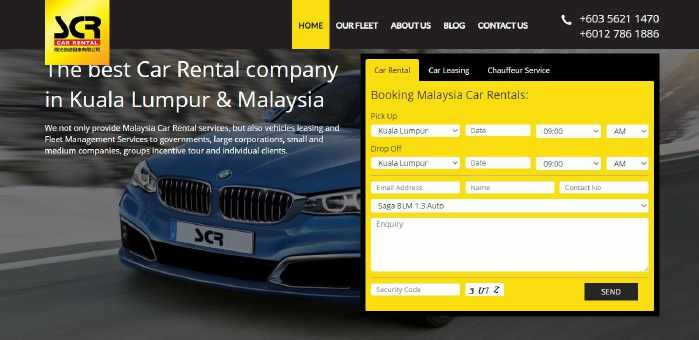 SCR
CAR RENTAL
HOME
OUR FLEET
ABOUT US
BLOG
CONTACT US
+603 5621 1470
+6012 786 1886
The best Car Rental company
in Kuala Lumpur & Malaysia
We not only provide Malaysia Car Rental services, but also vehicles leasing and
Fleet Management Services to governments, large corporations, small and
medium companies, groups incentive tour and individual clients.
SCR
Car Rental
Car Leasing
Chauffeur Service
Booking Malaysia Car Rentals:
Pick Up
Kuala Lumpur
Date
09:00
AM
Drop Off
Kuala Lumpur
Date
09:00
AM
Email Address
Name
Contact No
Saga BLM 1.3 Auto
Enquiry
Security Code
SEND